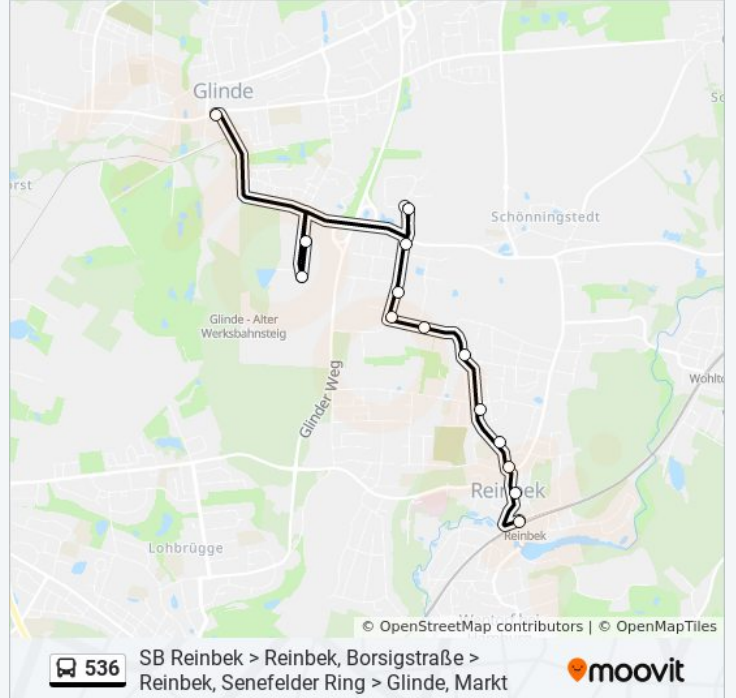 Glinde
orst
Schönningstedt
Glinde - Alter
Werksbahnsteig
Glinder Weg
Reinbek
Reinbek
Lohbrügge
© OpenStreetMap contributors | © OpenMapTiles
536
SB Reinbek > Reinbek, Borsigstraße >
Reinbek, Senefelder Ring > Glinde, Markt
moovit